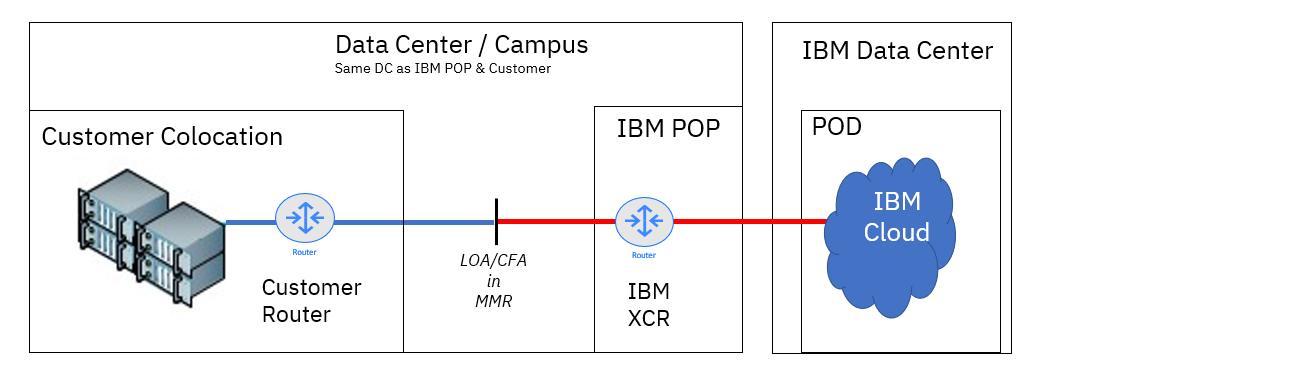 Data Center / Campus
Same DC as IBM POP & Customer
IBM Data Center
Customer Colocation
IBM POP
POD
IBM
Cloud
Router
Router
LOA/CFA
in
MMR
Customer
Router
IBM
XCR